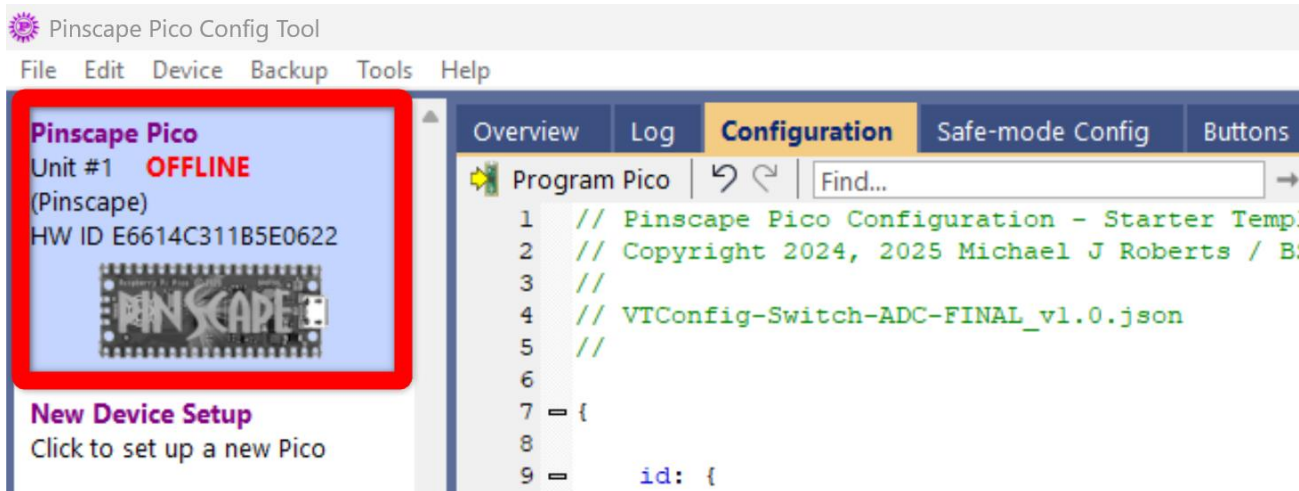 Pinscape Pico Config Tool
File Edit Device Backup Tools Help
Pinscape Pico
Unit #1 OFFLINE
(Pinscape)
HW ID E6614C311B5E0622
PINSCAPE
New Device Setup
Click to set up a new Pico
Overview Log Configuration Safe-mode Config Buttons
Program Pico Find...
1 // Pinscape Pico Configuration - Starter Temp
2 // Copyright 2024, 2025 Michael J Roberts / B
3 //
4 // VTConfig-Switch-ADC-FINAL_v1.0.json
5 //
6
7 {
8
9 id: {